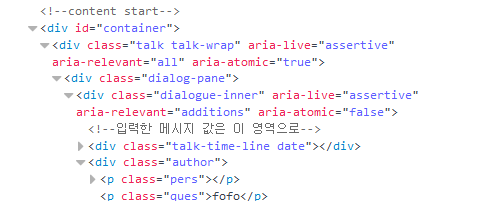 <!--content start-->
<div id="container">
<div class="talk talk-wrap" aria-live="assertive"
aria-relevant="all" aria-atomic="true">
<div class="dialog-pane">
<div class="dialogue-inner" aria-live="assertive"
aria-relevant="additions" aria-atomic="false">
<!--입력한 메시지 값은 이 영역으로-->
<div class="talk-time-line date"></div>
<div class="author">
<p class="pers"></p>
<p class="ques">fofo</p>